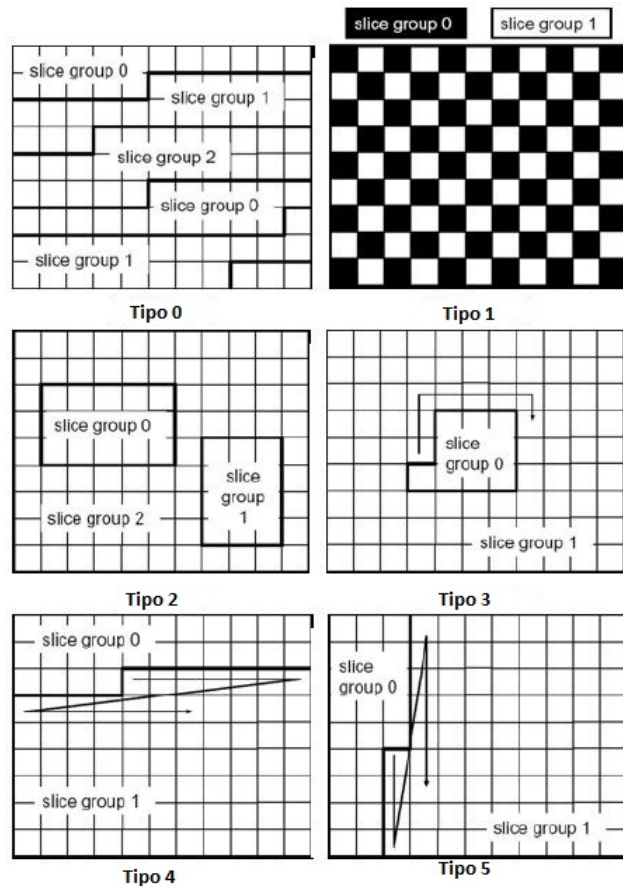 slice group 0
slice group 1
slice group 0
slice group 1
slice group 2
slice group 0
slice group 1
Tipo 0
Tipo 1
slice group 0
slice
group
1
slice group 2
slice
group 0
slice group 1
Tipo 2
Tipo 3
slice group 0
slice group 1
slice
group 0
slice group 1
Tipo 4
Tipo 5